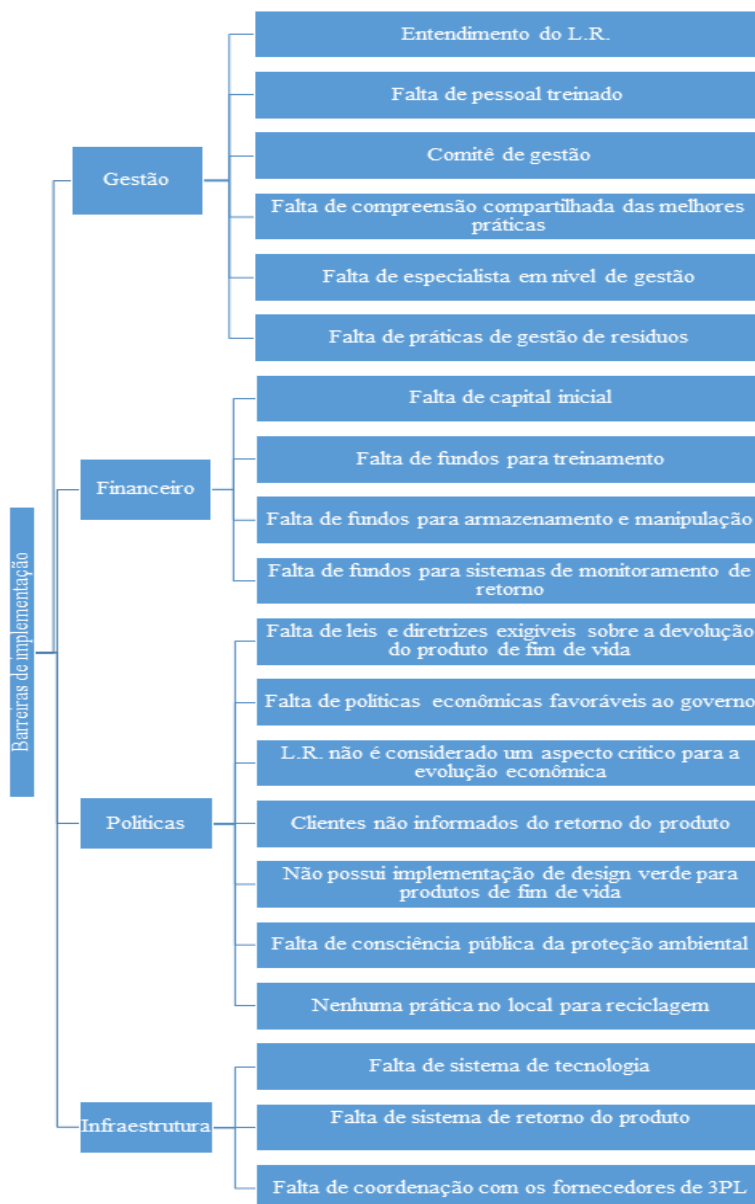 Barreiras de implementação
Gestão
Entendimento do L.R.
Falta de pessoal treinado
Comitê de gestão
Falta de compreensão compartilhada das melhores
práticas
Falta de especialista em nível de gestão
Falta de práticas de gestão de resíduos
Financeiro
Falta de capital inicial
Falta de fundos para treinamento
Falta de fundos para armazenamento e manipulação
Falta de fundos para sistemas de monitoramento de
retorno
Políticas
Falta de leis e diretrizes exigiveis sobre a devolução
do produto de fim de vida
Falta de políticas econômicas favoráveis ao governo
L.R. não é considerado um aspecto crítico para a
evolução econômica
Clientes não informados do retorno do produto
Não possui implementação de design verde para
produtos de fim de vida
Falta de consciência pública da proteção ambiental
Nenhuma prática no local para reciclagem
Infraestrutura
Falta de sistema de tecnologia
Falta de sistema de retorno do produto
Falta de coordenação com os fornecedores de 3PL